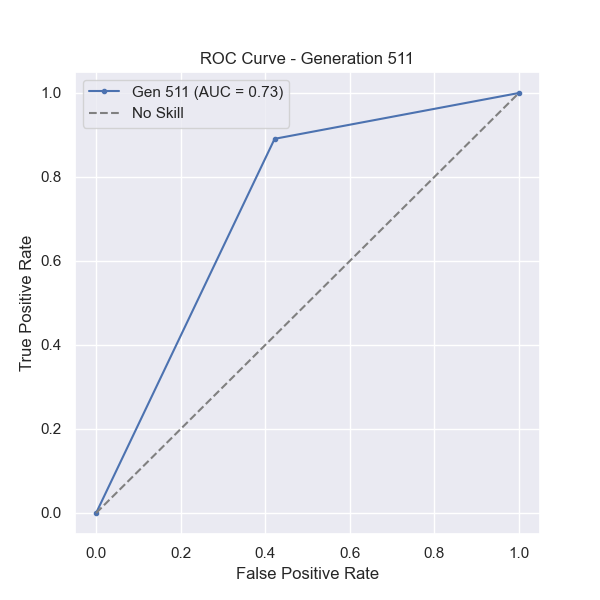 ROC Curve - Generation 511
Gen 511 (AUC = 0.73)
No Skill
True Positive Rate
1.0
0.8
0.6
0.4
0.2
0.0
0.0 0.2 0.4 0.6 0.8 1.0
False Positive Rate